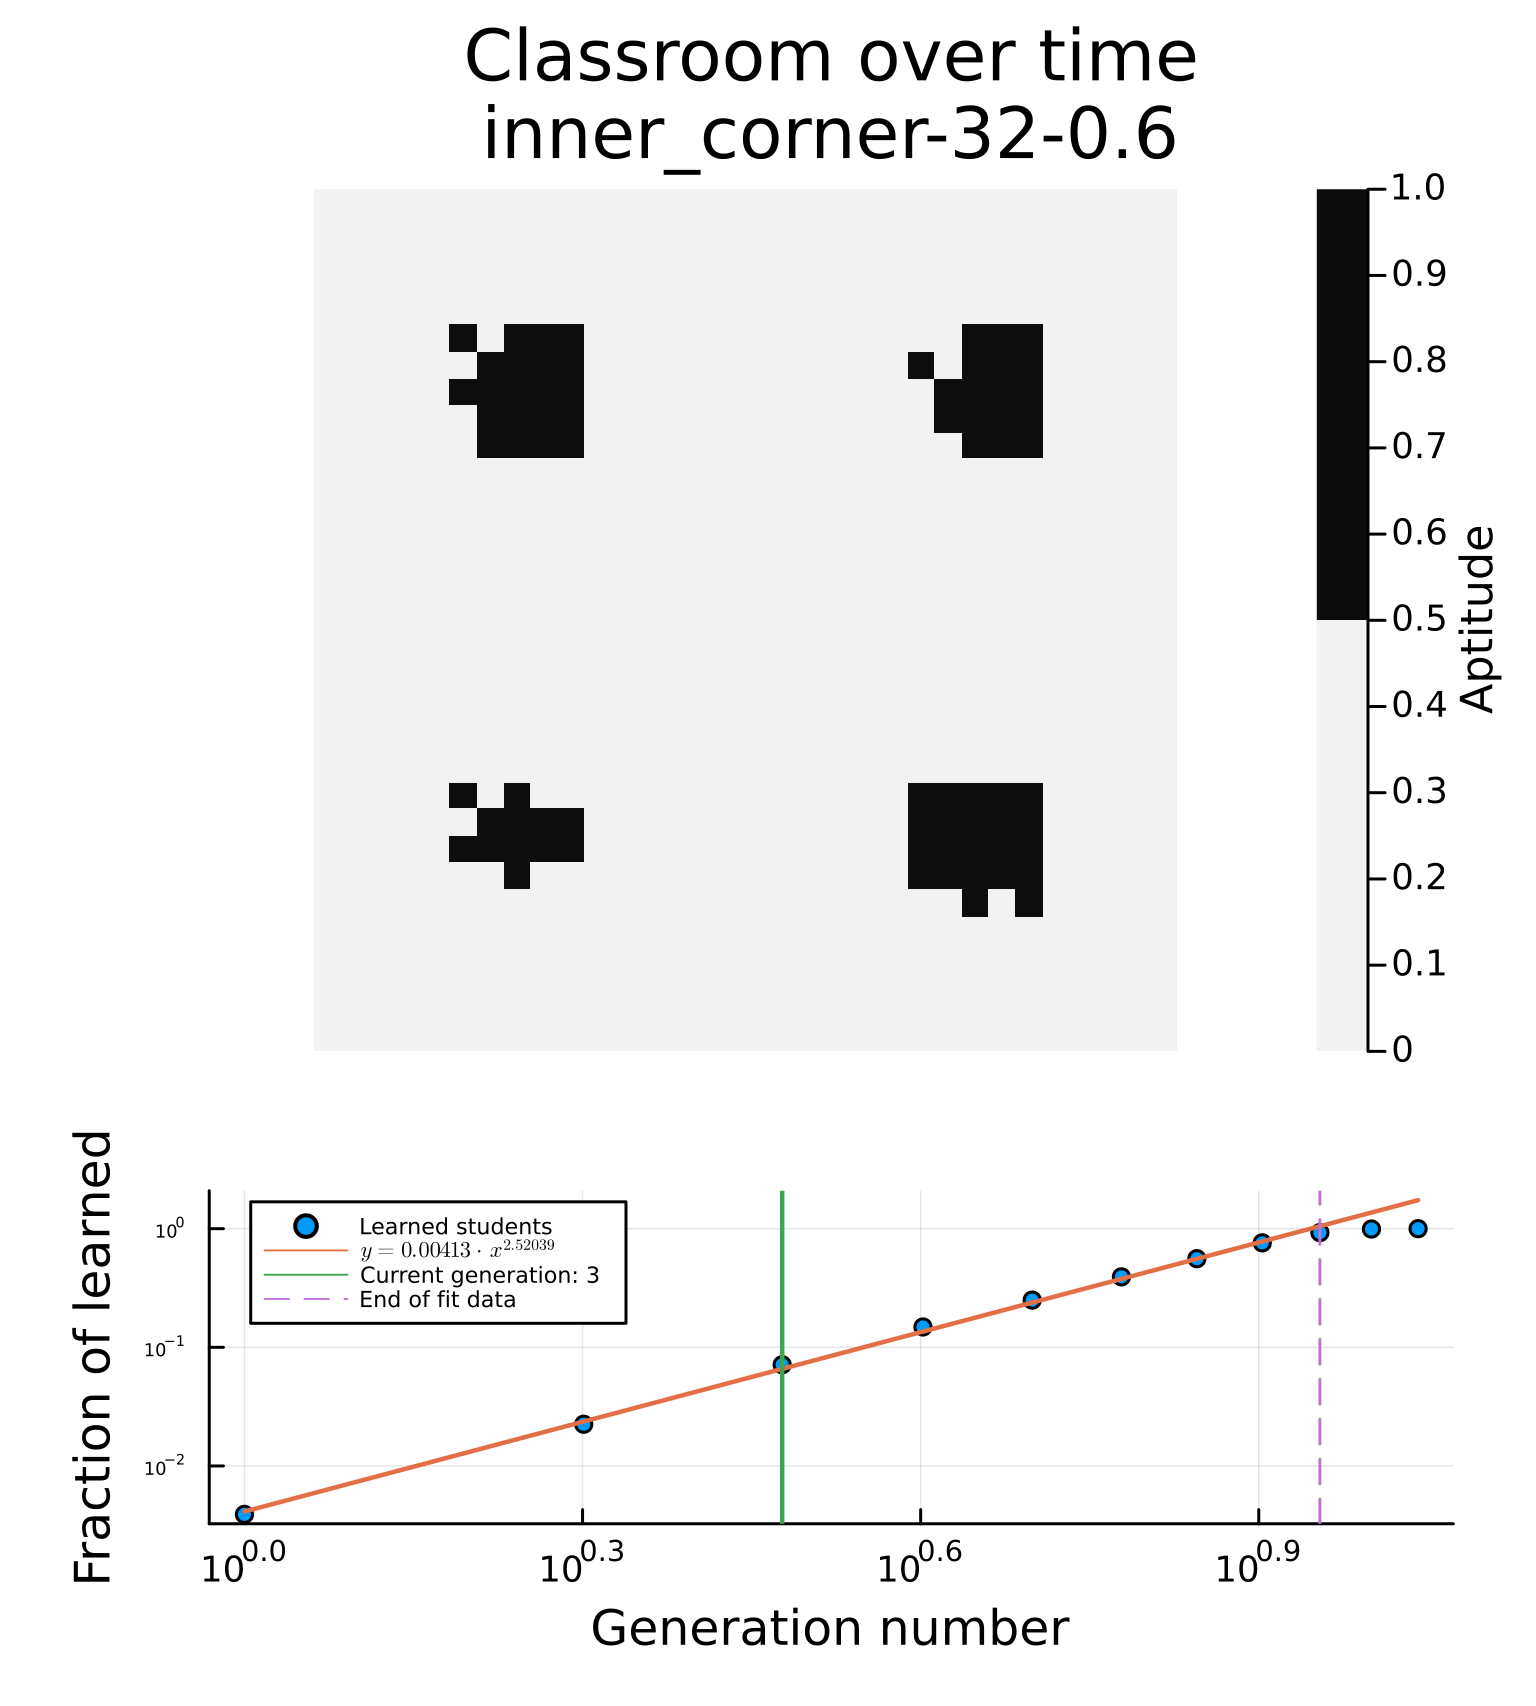 Classroom over time
inner_corner-32-0.6
1.0
0.9
0.8
0.7
0.6
0.5
0.4
0.3
0.2
0.1
0
Aptitude
Fraction of learned
10⁰
10⁻¹
10⁻²
Learned students
y = 0.00413 · x^2.52039
Current generation: 3
End of fit data
10^0.0
10^0.3
10^0.6
10^0.9
Generation number